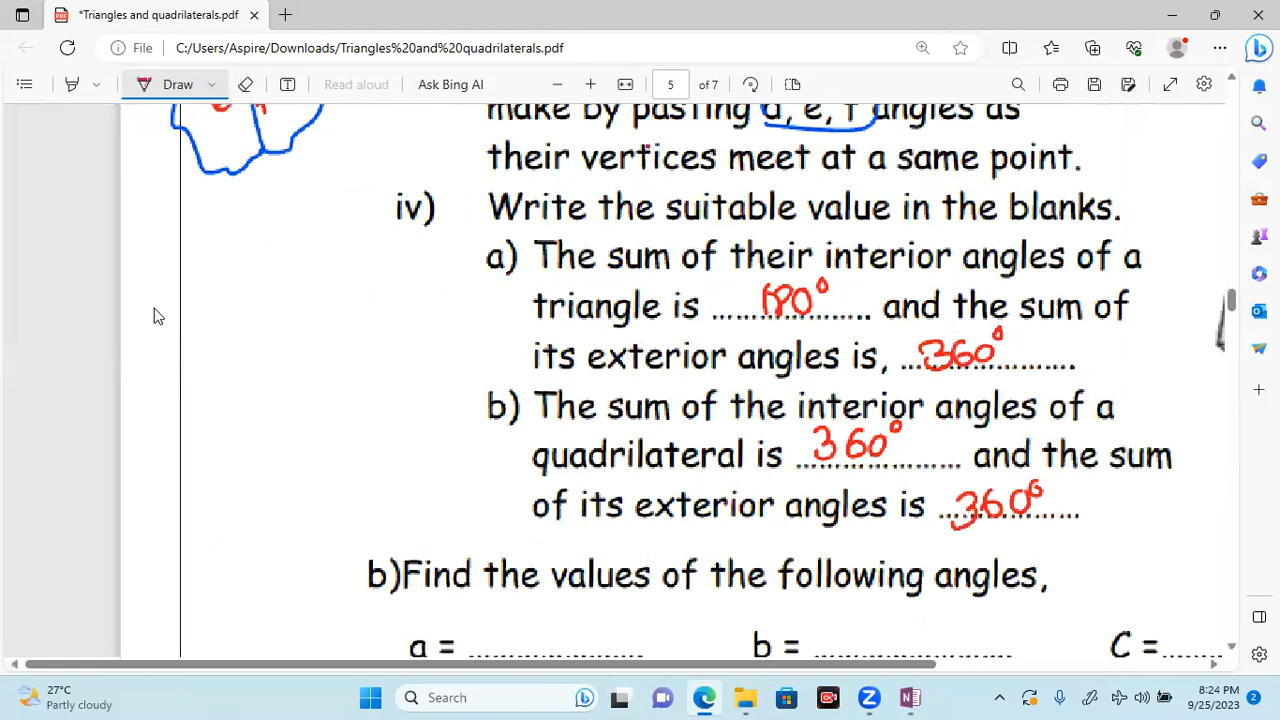 *Triangles and quadrilaterals.pdf
File C:/Users/Aspire/Downloads/Triangles%20and%20quadrilaterals.pdf
Draw Read aloud Ask Bing AI 5 of 7
make by pasting d, e, f angles as
their vertices meet at a same point.
iv) Write the suitable value in the blanks.
a) The sum of their interior angles of a
triangle is ...180°... and the sum of
its exterior angles is, ...360°...
b) The sum of the interior angles of a
quadrilateral is ...360°... and the sum
of its exterior angles is ...360°...
b)Find the values of the following angles,
a = .................... b = .................... C = ......
27°C
Partly cloudy
Search
8:24 PM
9/25/2023
2